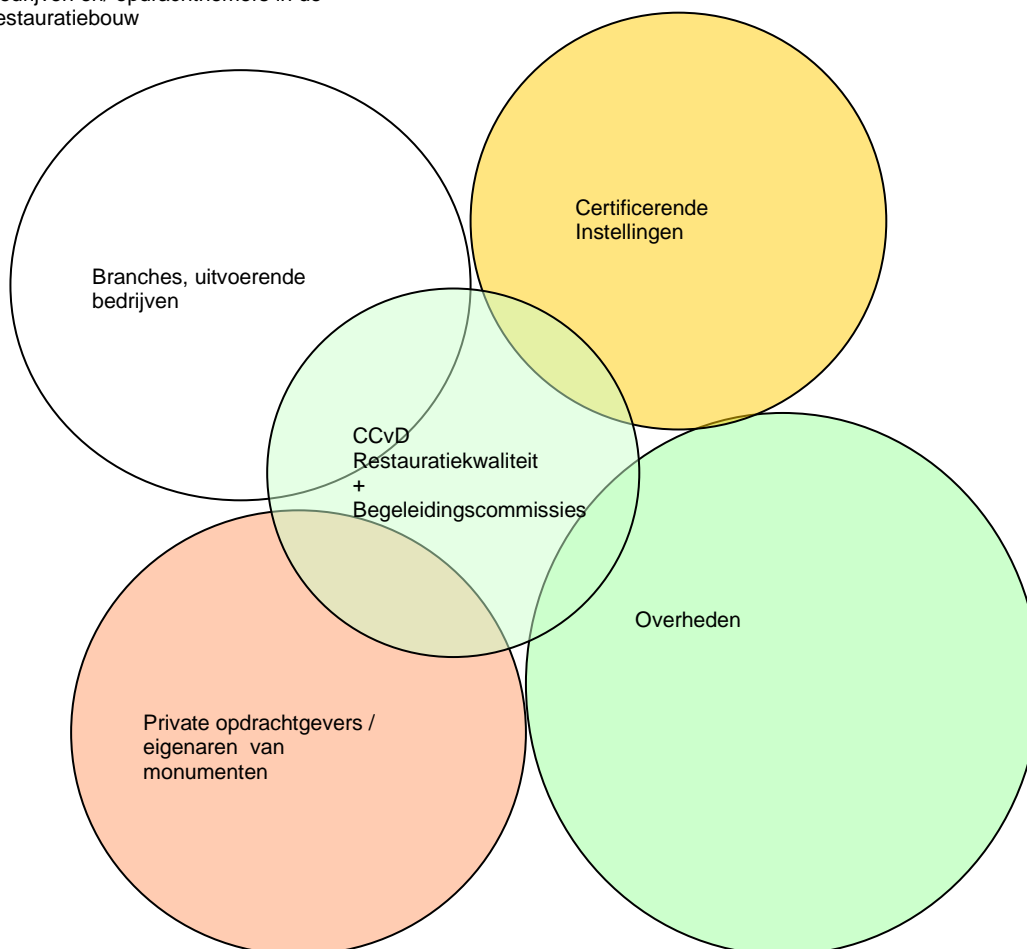 estauratiebouw
Certificerende
Instellingen
Branches, uitvoerende
bedrijven
CCvD
Restauratiekwaliteit
+
Begeleidingscommissies
Overheden
Private opdrachtgevers /
eigenaren van
monumenten